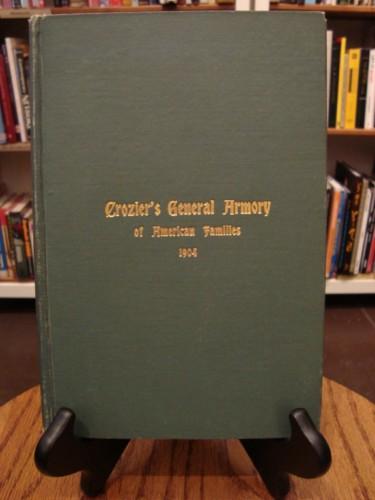 Crozier's General Armory
of American Families
1904